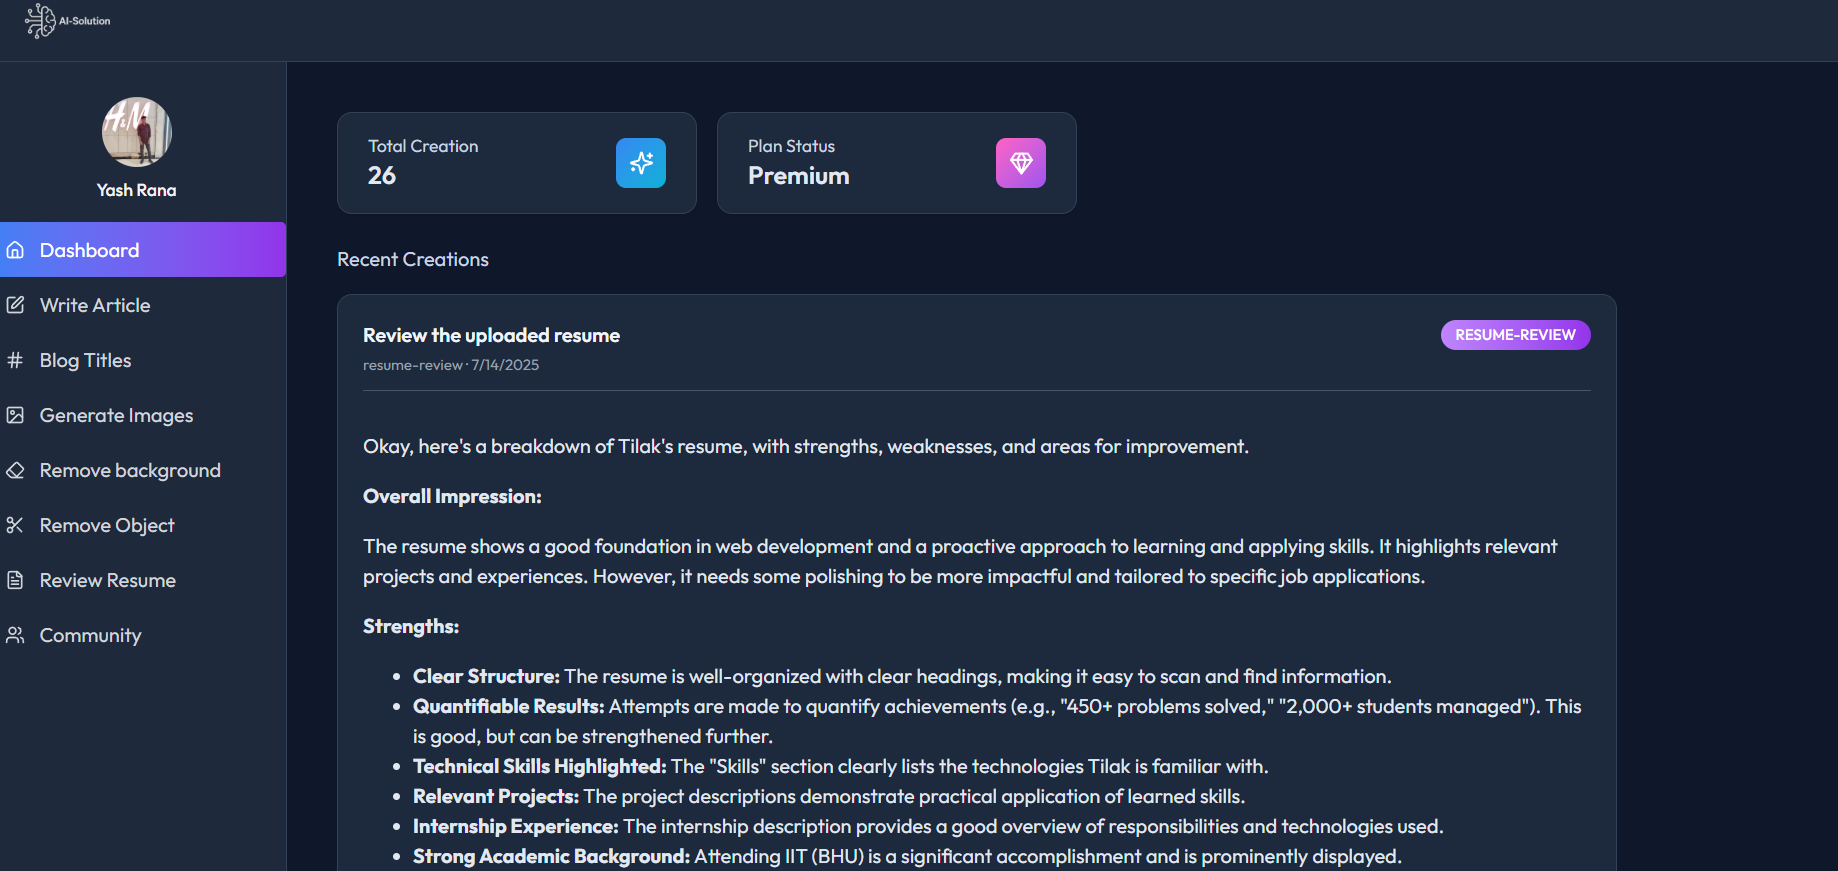 AI-Solution
H&M
Yash Rana
Dashboard
Write Article
Blog Titles
Generate Images
Remove background
Remove Object
Review Resume
Community
Total Creation
26
Plan Status
Premium
Recent Creations
Review the uploaded resume
RESUME-REVIEW
resume-review · 7/14/2025
Okay, here's a breakdown of Tilak's resume, with strengths, weaknesses, and areas for improvement.
Overall Impression:
The resume shows a good foundation in web development and a proactive approach to learning and applying skills. It highlights relevant
projects and experiences. However, it needs some polishing to be more impactful and tailored to specific job applications.
Strengths:
• Clear Structure: The resume is well-organized with clear headings, making it easy to scan and find information.
• Quantifiable Results: Attempts are made to quantify achievements (e.g., "450+ problems solved," "2,000+ students managed"). This
is good, but can be strengthened further.
• Technical Skills Highlighted: The "Skills" section clearly lists the technologies Tilak is familiar with.
• Relevant Projects: The project descriptions demonstrate practical application of learned skills.
• Internship Experience: The internship description provides a good overview of responsibilities and technologies used.
• Strong Academic Background: Attending IIT (BHU) is a significant accomplishment and is prominently displayed.